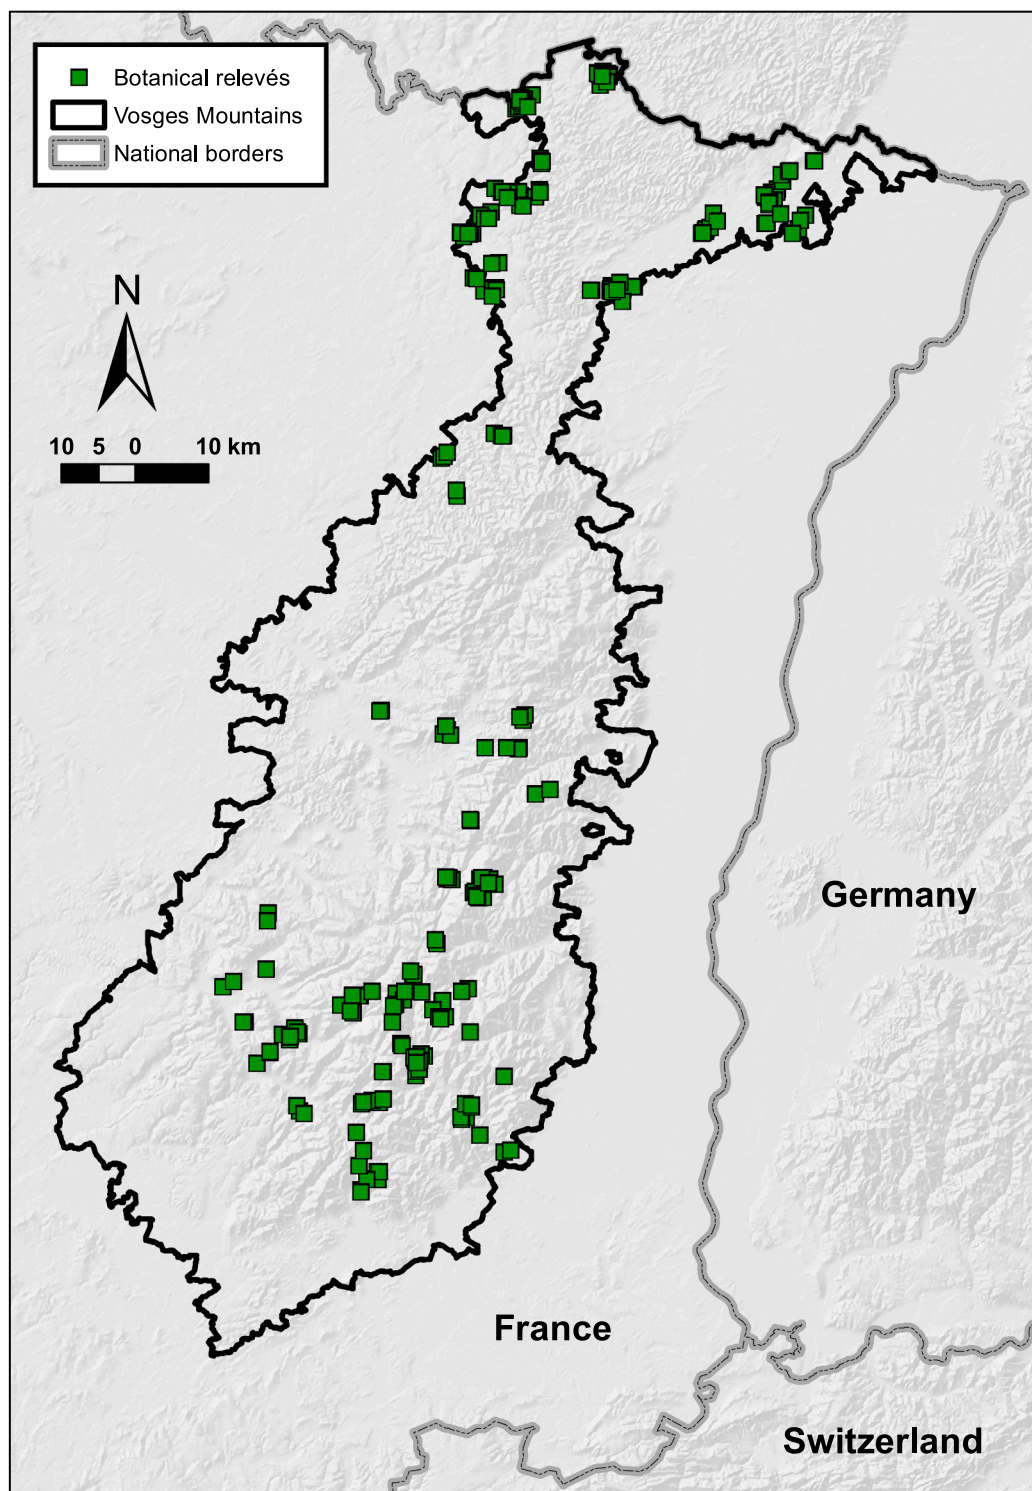 Botanical relevés
Vosges Mountains
National borders
N
10 5 0 10 km
Germany
France
Switzerland